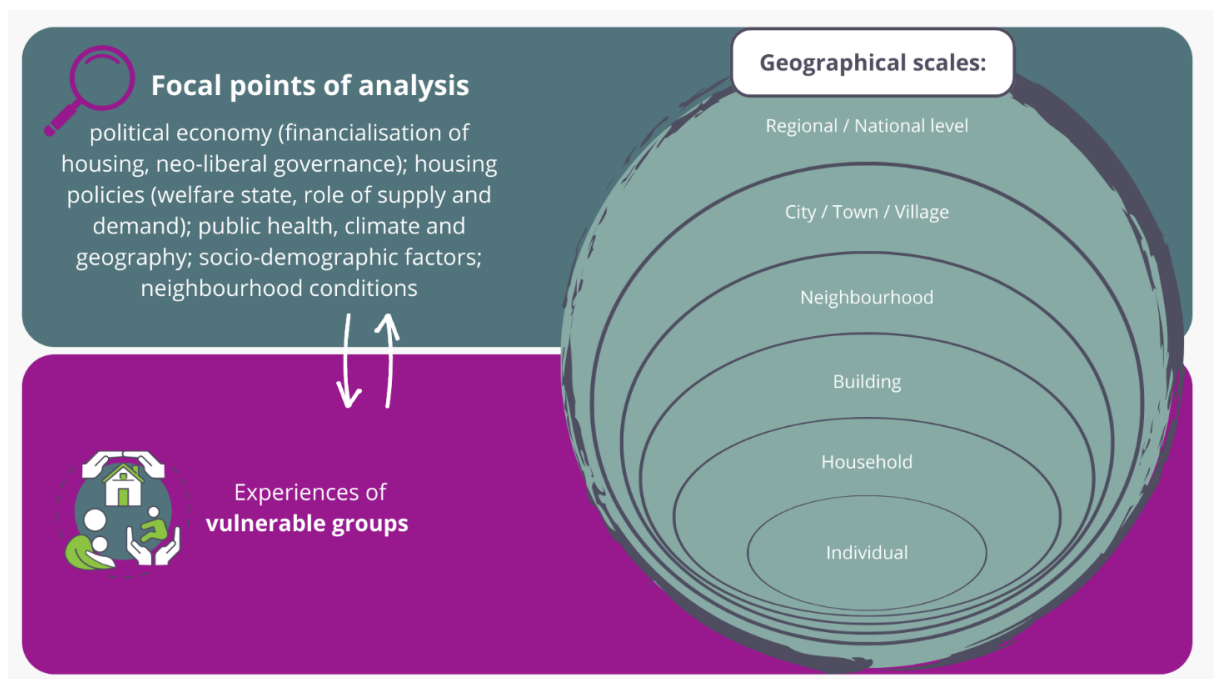 Focal points of analysis
political economy (financialisation of
housing, neo-liberal governance); housing
policies (welfare state, role of supply and
demand); public health, climate and
geography; socio-demographic factors;
neighbourhood conditions
Experiences of
vulnerable groups
Geographical scales:
Regional / National level
City / Town / Village
Neighbourhood
Building
Household
Individual